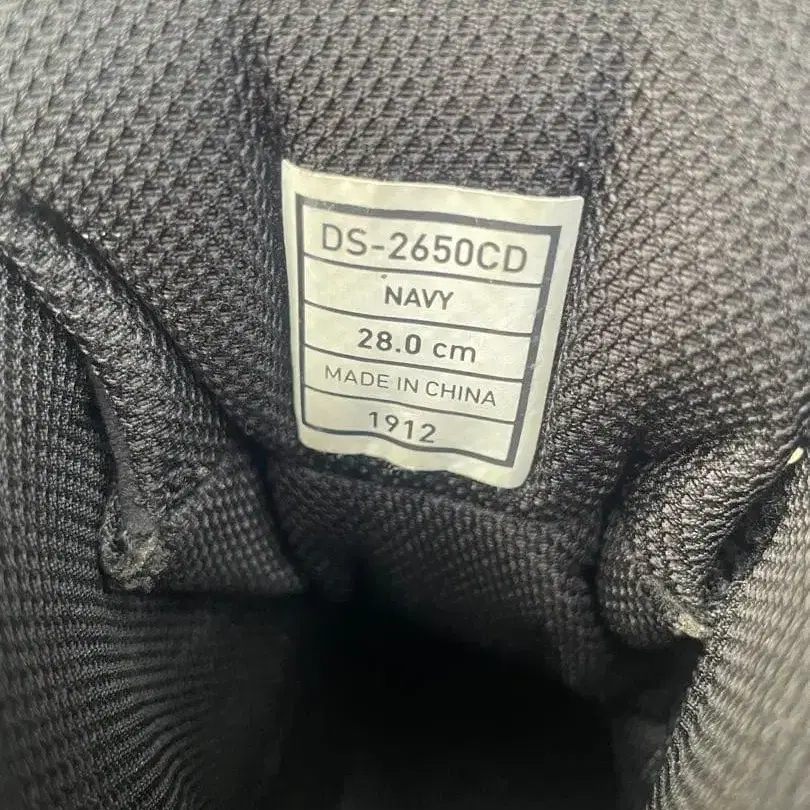 DS-2650CD
NAVY
28.0 cm
MADE IN CHINA
1912